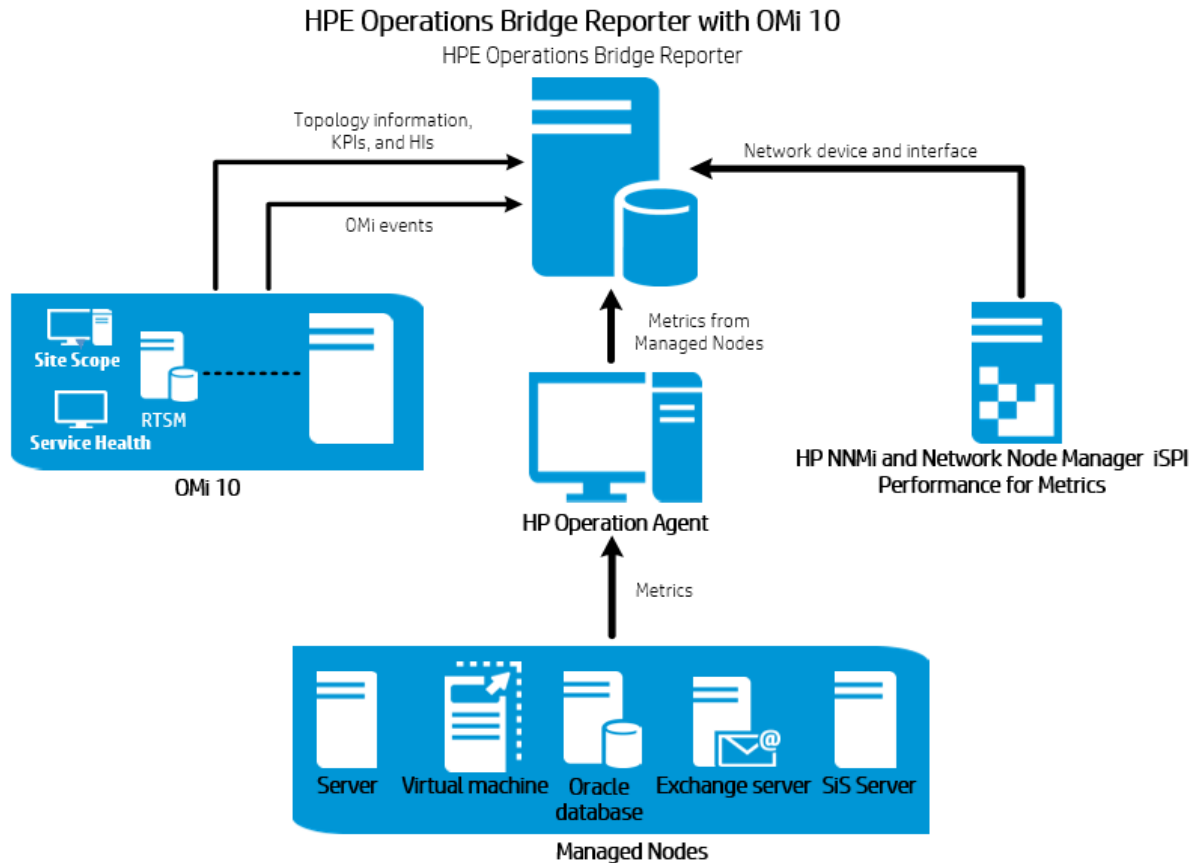 HPE Operations Bridge Reporter with OMi 10
HPE Operations Bridge Reporter
Topology information,
KPIs, and HIs
Network device and interface
OMi events
Site Scope
RTSM
Service Health
OMi 10
Metrics from
Managed Nodes
HP Operation Agent
HP NNMi and Network Node Manager iSPI
Performance for Metrics
Metrics
@
Server
Virtual machine
Oracle
database
Exchange server
SiS Server
Managed Nodes